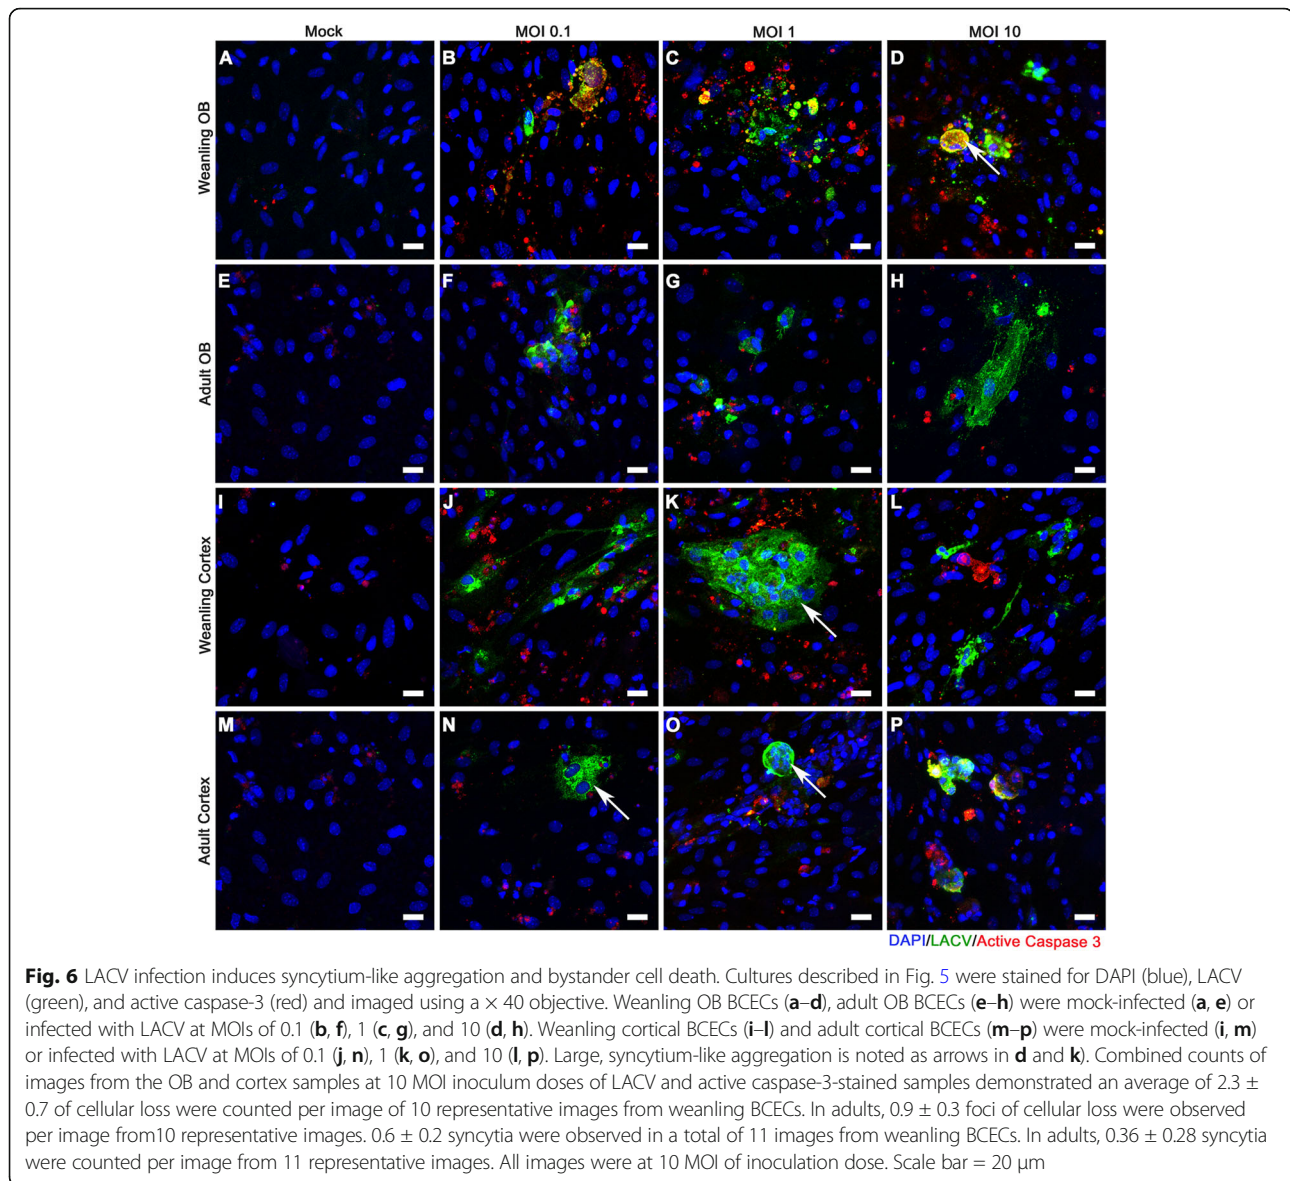 Mock MOI 0.1 MOI 1 MOI 10
Weanling OB
A B C D
Adult OB
E F G H
Weanling Cortex
I J K L
Adult Cortex
M N O P
DAPI/LACV/Active Caspase 3
Fig. 6 LACV infection induces syncytium-like aggregation and bystander cell death. Cultures described in Fig. 5 were stained for DAPI (blue), LACV
(green), and active caspase-3 (red) and imaged using a × 40 objective. Weanling OB BCECs (a–d), adult OB BCECs (e–h) were mock-infected (a, e) or
infected with LACV at MOIs of 0.1 (b, f), 1 (c, g), and 10 (d, h). Weanling cortical BCECs (i–l) and adult cortical BCECs (m–p) were mock-infected (i, m)
or infected with LACV at MOIs of 0.1 (j, n), 1 (k, o), and 10 (l, p). Large, syncytium-like aggregation is noted as arrows in d and k). Combined counts of
images from the OB and cortex samples at 10 MOI inoculum doses of LACV and active caspase-3-stained samples demonstrated an average of 2.3 ±
0.7 of cellular loss were counted per image of 10 representative images from weanling BCECs. In adults, 0.9 ± 0.3 foci of cellular loss were observed
per image from10 representative images. 0.6 ± 0.2 syncytia were observed in a total of 11 images from weanling BCECs. In adults, 0.36 ± 0.28 syncytia
were counted per image from 11 representative images. All images were at 10 MOI of inoculation dose. Scale bar = 20 μm